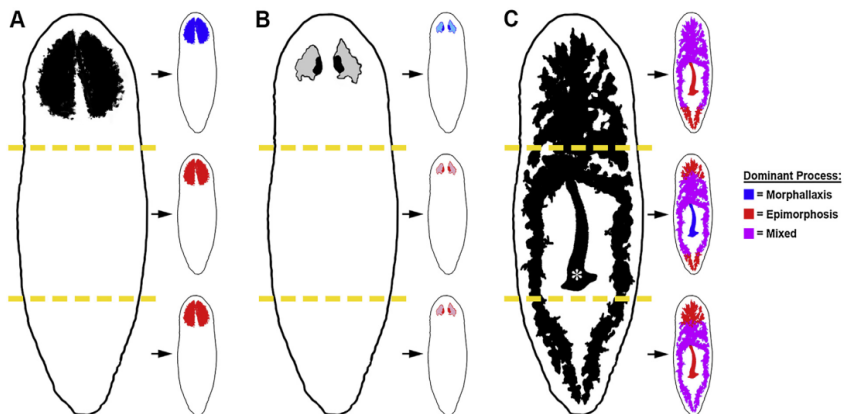 A
B
C
*
Dominant Process:
= Morphallaxis
= Epimorphosis
= Mixed